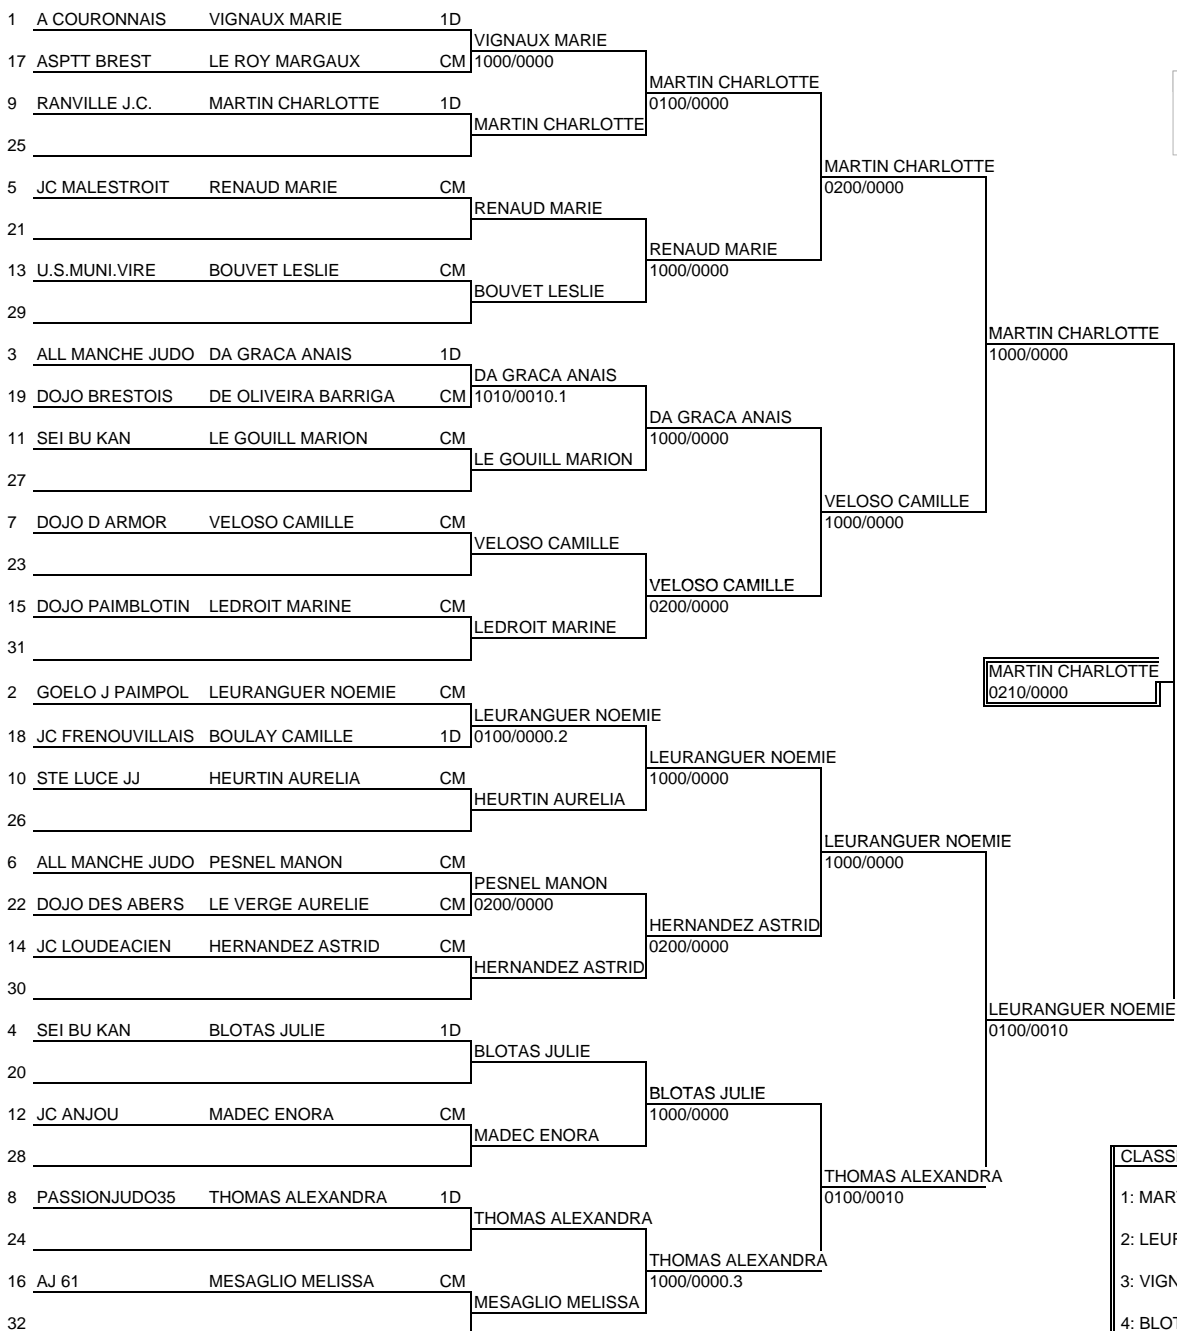 1 A COURONNAIS VIGNAUX MARIE 1D
VIGNAUX MARIE
17 ASPTT BREST LE ROY MARGAUX CM 1000/0000
MARTIN CHARLOTTE
9 RANVILLE J.C. MARTIN CHARLOTTE 1D 0100/0000
MARTIN CHARLOTTE
25
MARTIN CHARLOTTE
5 JC MALESTROIT RENAUD MARIE CM 0200/0000
RENAUD MARIE
21
RENAUD MARIE
13 U.S.MUNI.VIRE BOUVET LESLIE CM 1000/0000
BOUVET LESLIE
29
MARTIN CHARLOTTE
3 ALL MANCHE JUDO DA GRACA ANAIS 1D 1000/0000
DA GRACA ANAIS
19 DOJO BRESTOIS DE OLIVEIRA BARRIGA CM 1010/0010.1
DA GRACA ANAIS
11 SEI BU KAN LE GOUILL MARION CM 1000/0000
LE GOUILL MARION
27
VELOSO CAMILLE
7 DOJO D ARMOR VELOSO CAMILLE CM 1000/0000
VELOSO CAMILLE
23
VELOSO CAMILLE
15 DOJO PAIMBLOTIN LEDROIT MARINE CM 0200/0000
LEDROIT MARINE
31
MARTIN CHARLOTTE
2 GOELO J PAIMPOL LEURANGUER NOEMIE CM 0210/0000
LEURANGUER NOEMIE
18 JC FRENOUVILLAIS BOULAY CAMILLE 1D 0100/0000.2
LEURANGUER NOEMIE
10 STE LUCE JJ HEURTIN AURELIA CM 1000/0000
HEURTIN AURELIA
26
LEURANGUER NOEMIE
6 ALL MANCHE JUDO PESNEL MANON CM 1000/0000
PESNEL MANON
22 DOJO DES ABERS LE VERGE AURELIE CM 0200/0000
HERNANDEZ ASTRID
14 JC LOUDEACIEN HERNANDEZ ASTRID CM 0200/0000
HERNANDEZ ASTRID
30
LEURANGUER NOEMIE
4 SEI BU KAN BLOTAS JULIE 1D 0100/0010
BLOTAS JULIE
20
BLOTAS JULIE
12 JC ANJOU MADEC ENORA CM 1000/0000
MADEC ENORA
28
THOMAS ALEXANDRA
8 PASSIONJUDO35 THOMAS ALEXANDRA 1D 0100/0010
THOMAS ALEXANDRA
24
THOMAS ALEXANDRA
16 AJ 61 MESAGLIO MELISSA CM 1000/0000.3
MESAGLIO MELISSA
32
1:
2:
3:
4: